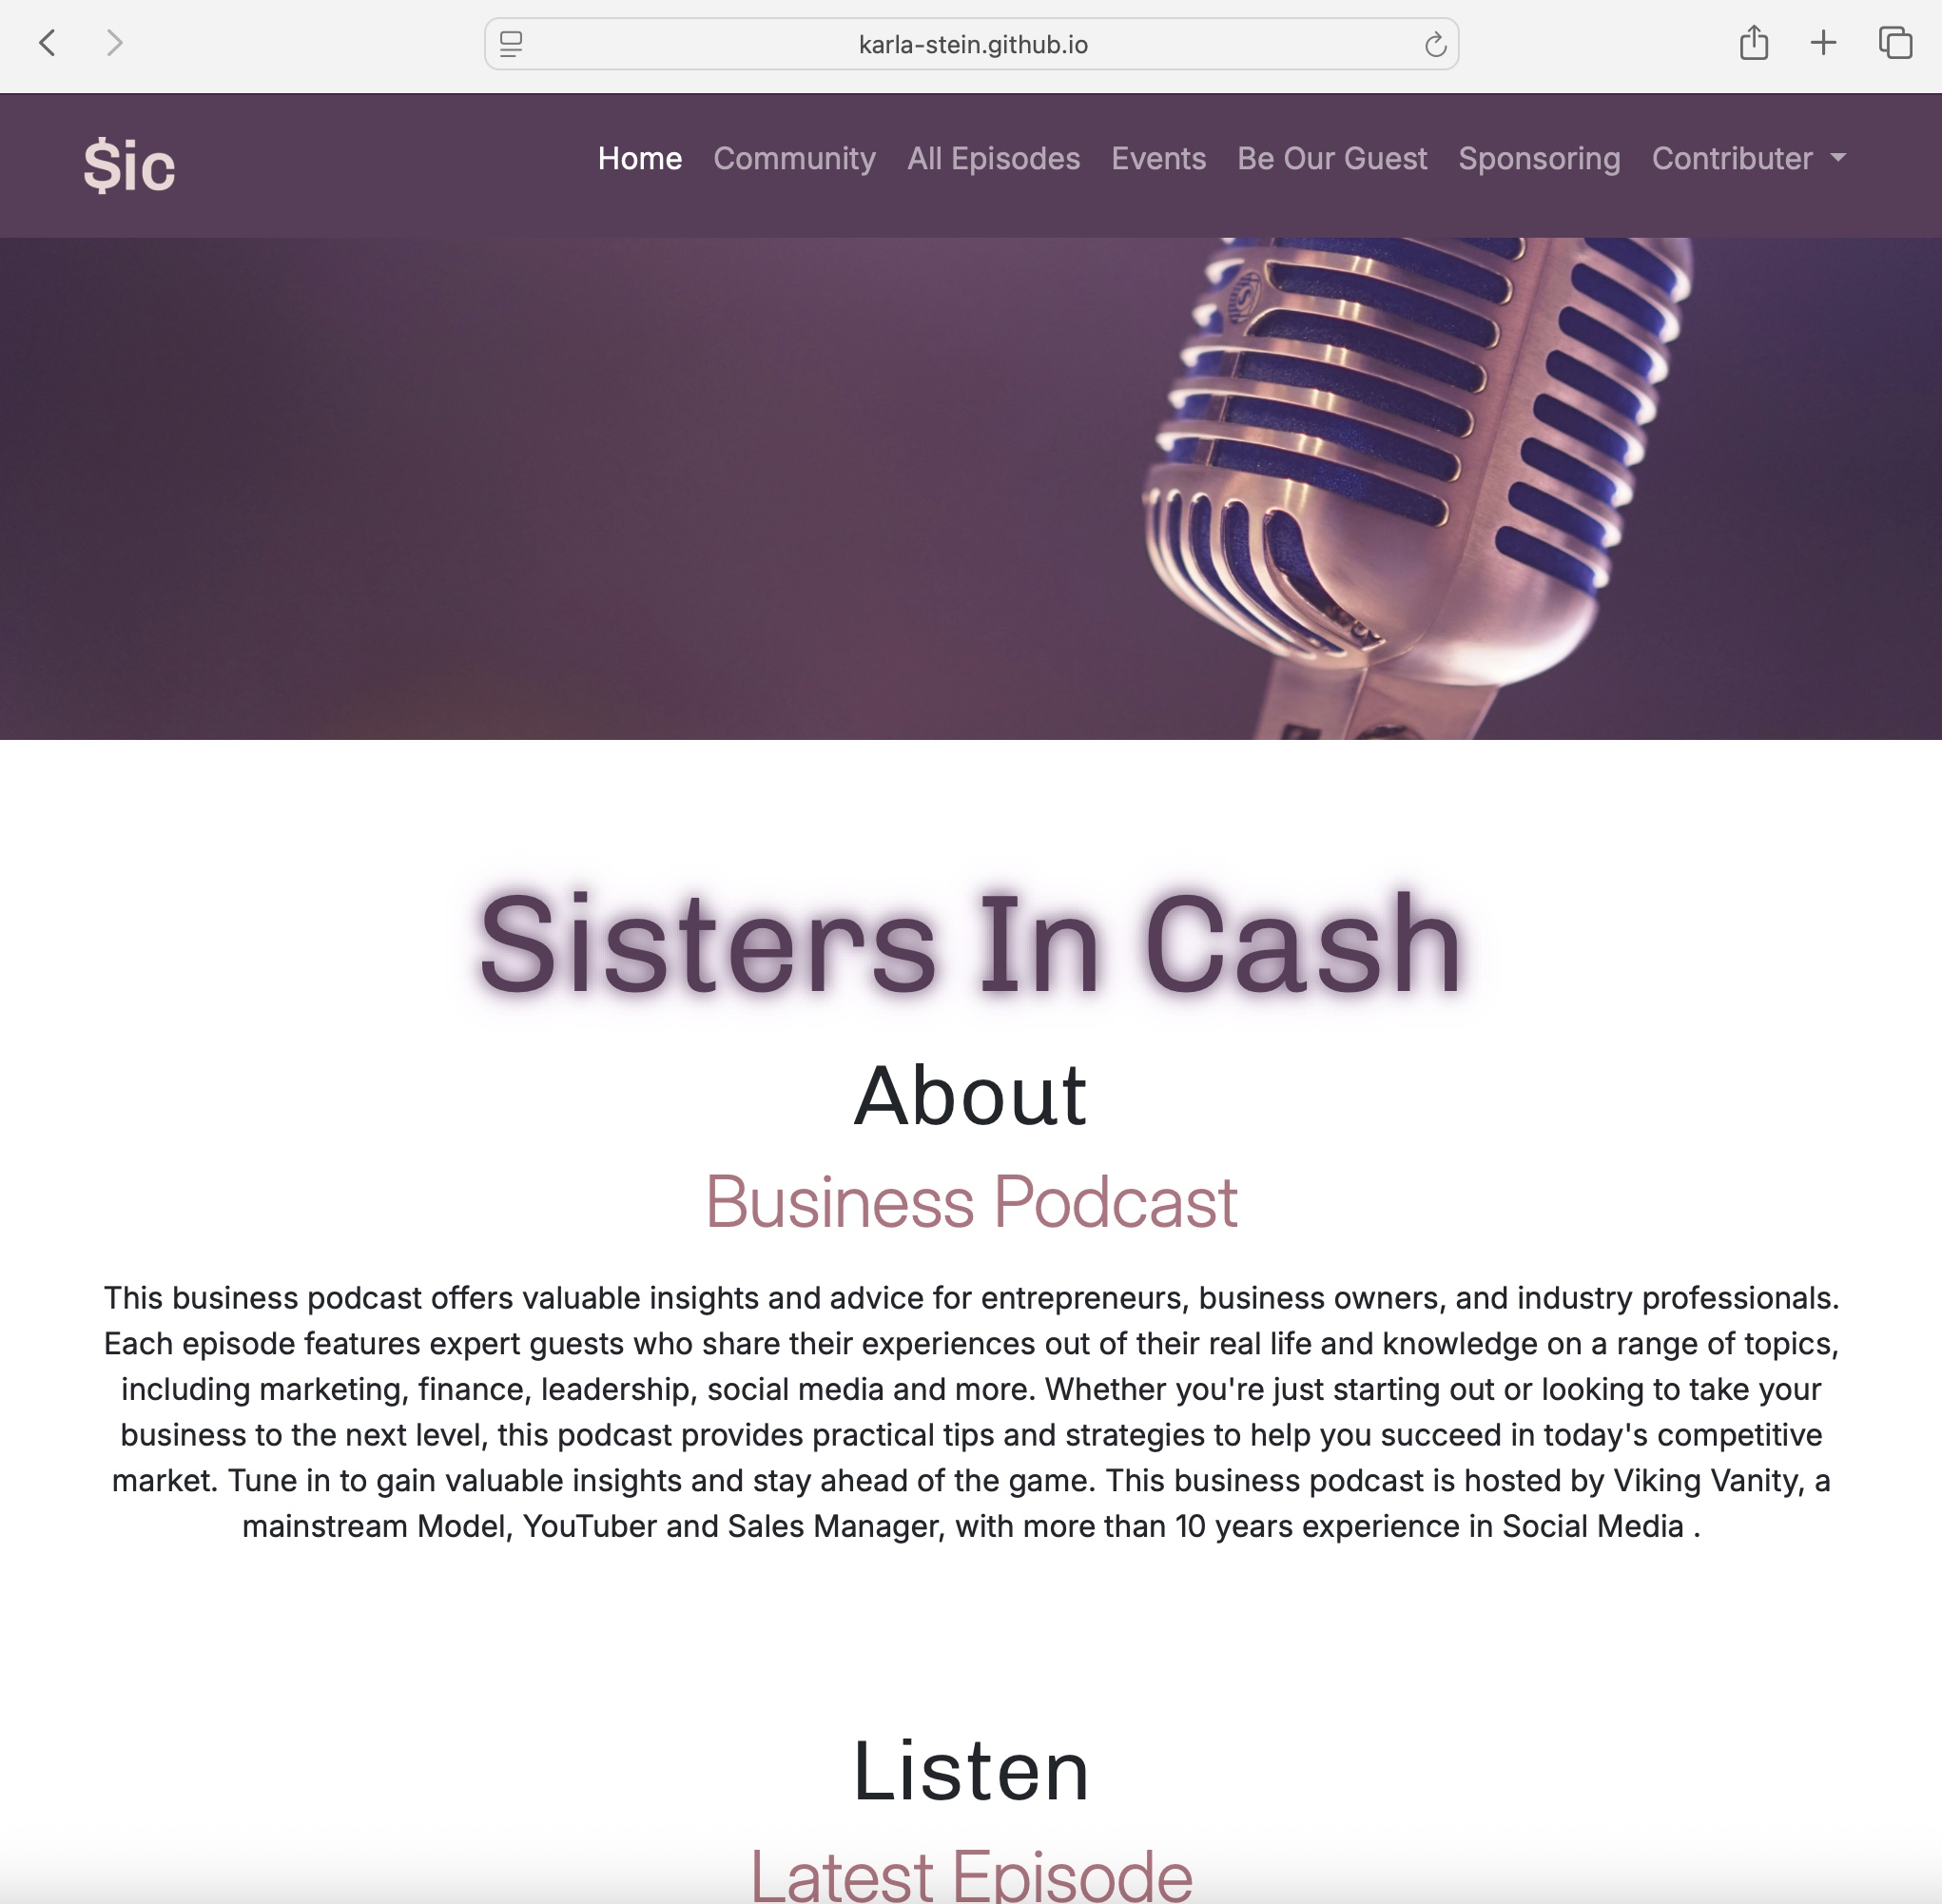 karla-stein.github.io
$ic
Home Community All Episodes Events Be Our Guest Sponsoring Contributer
Sisters In Cash
About
Business Podcast
This business podcast offers valuable insights and advice for entrepreneurs, business owners, and industry professionals.
Each episode features expert guests who share their experiences out of their real life and knowledge on a range of topics,
including marketing, finance, leadership, social media and more. Whether you're just starting out or looking to take your
business to the next level, this podcast provides practical tips and strategies to help you succeed in today's competitive
market. Tune in to gain valuable insights and stay ahead of the game. This business podcast is hosted by Viking Vanity, a
mainstream Model, YouTuber and Sales Manager, with more than 10 years experience in Social Media .
Listen
Latest Episode